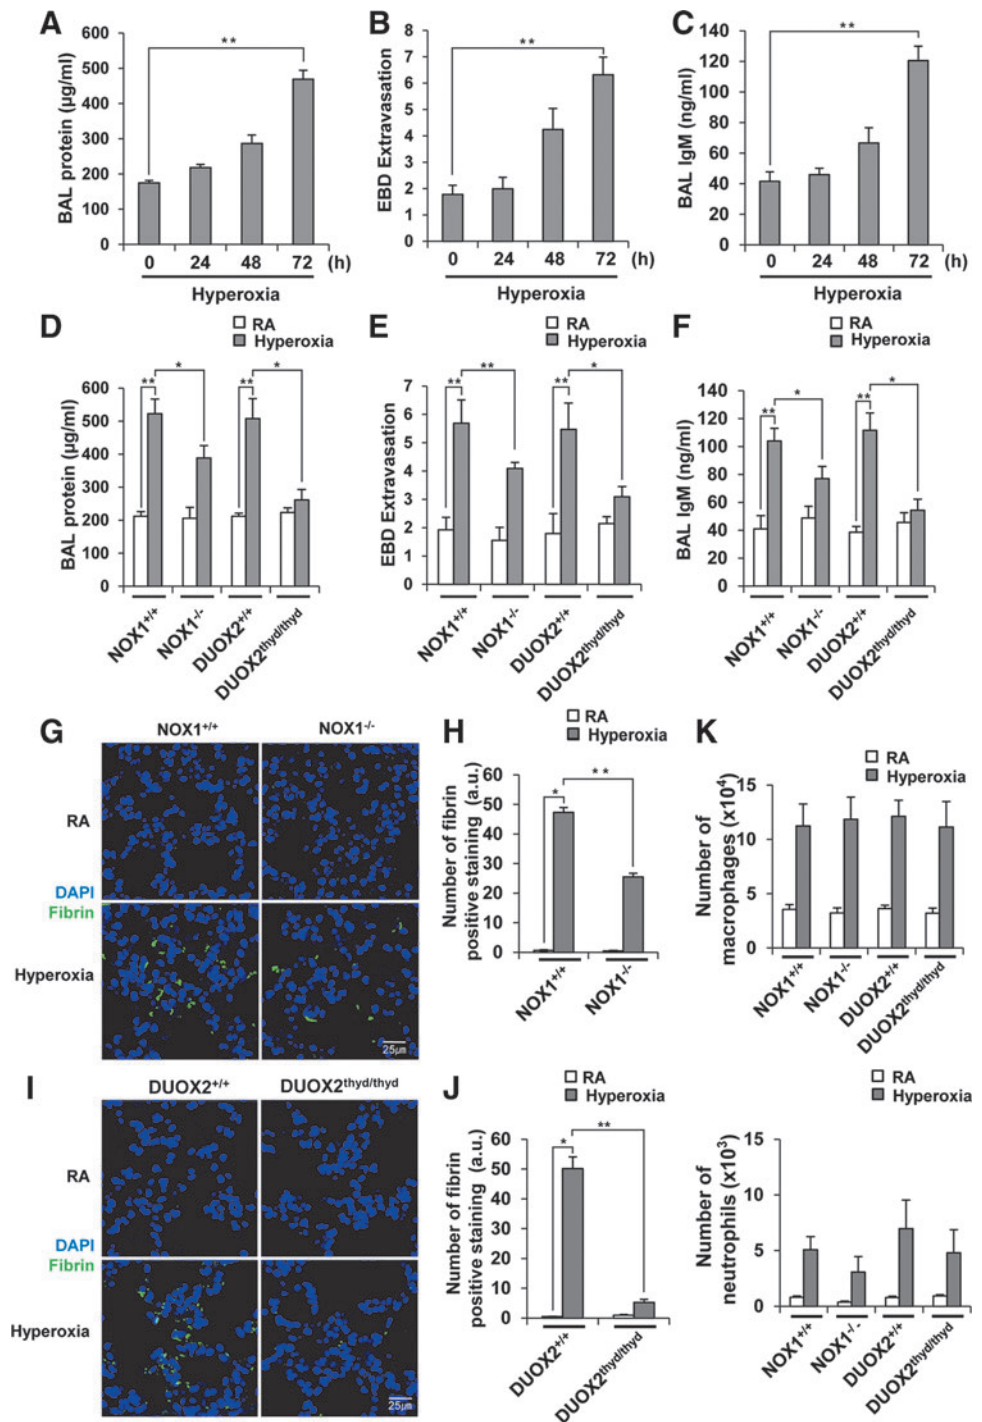 A
BAL protein (µg/ml)
600
500
400
300
200
100
0
**
0 24 48 72 (h)
Hyperoxia
B
EBD Extravasation
8
7
6
5
4
3
2
1
0
**
0 24 48 72 (h)
Hyperoxia
C
BAL IgM (ng/ml)
140
120
100
80
60
40
20
0
**
0 24 48 72 (h)
Hyperoxia
D
RA
Hyperoxia
BAL protein (µg/ml)
600
500
400
300
200
100
0
** * ** *
NOX1+/+
NOX1-/-
DUOX2+/+
DUOX2thyd/thyd
E
RA
Hyperoxia
EBD Extravasation
7
6
5
4
3
2
1
0
** ** ** *
NOX1+/+
NOX1-/-
DUOX2+/+
DUOX2thyd/thyd
F
RA
Hyperoxia
BAL IgM (ng/ml)
140
120
100
80
60
40
20
0
** * ** *
NOX1+/+
NOX1-/-
DUOX2+/+
DUOX2thyd/thyd
G
NOX1+/+ NOX1-/-
RA
DAPI
Fibrin
Hyperoxia
25µm
H
RA
Hyperoxia
Number of fibrin
positive staining (a.u.)
60
50
40
30
20
10
0
* **
NOX1+/+
NOX1-/-
K
RA
Hyperoxia
Number of
macrophages (x10⁴)
15
10
5
0
NOX1+/+
NOX1-/-
DUOX2+/+
DUOX2thyd/thyd
I
DUOX2+/+ DUOX2thyd/thyd
RA
DAPI
Fibrin
Hyperoxia
25µm
J
RA
Hyperoxia
Number of fibrin
positive staining (a.u.)
60
50
40
30
20
10
0
* **
DUOX2+/+
DUOX2thyd/thyd
RA
Hyperoxia
Number of
neutrophils (x10³)
15
10
5
0
NOX1+/+
NOX1-/-
DUOX2+/+
DUOX2thyd/thyd